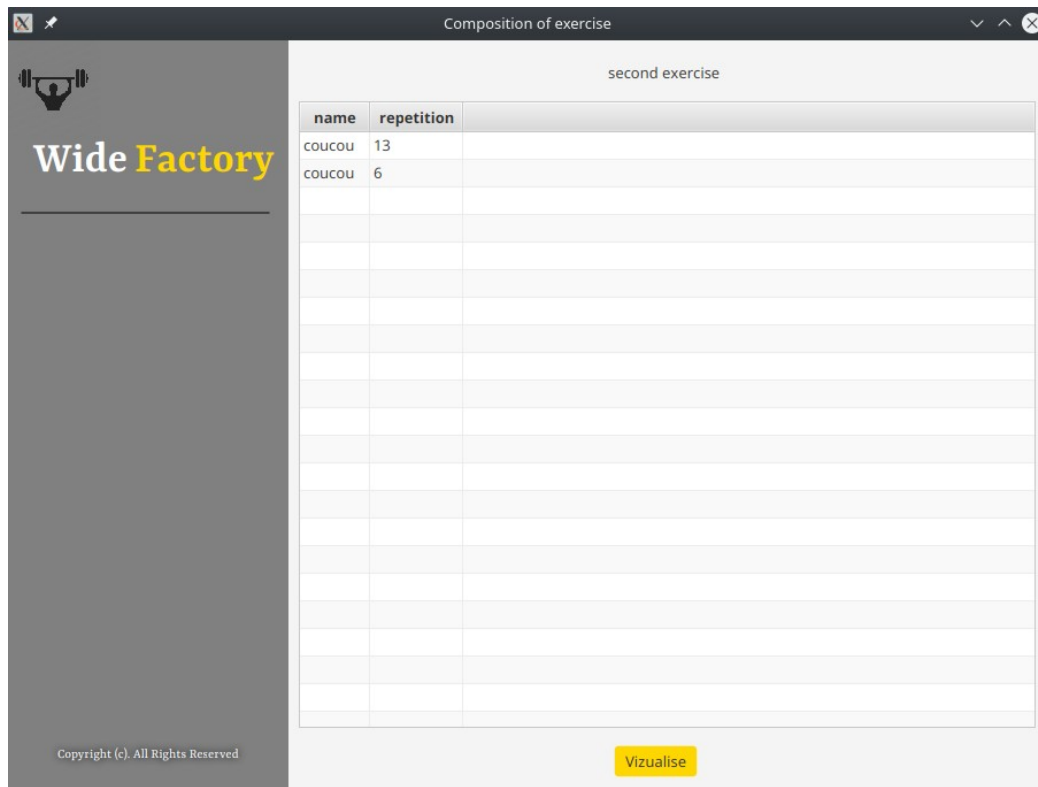 Composition of exercise
Wide Factory
Copyright (c). All Rights Reserved
second exercise
name repetition
coucou 13
coucou 6
Vizualise